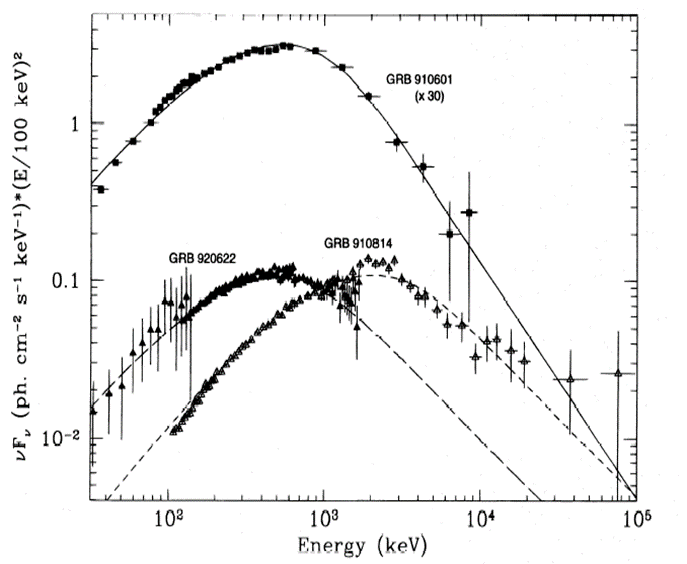 νFᵥ (ph. cm⁻² s⁻¹ keV⁻¹)*(E/100 keV)²
GRB 910601
(x 30)
1
GRB 920622
GRB 910814
0.1
10⁻²
10²
10³
10⁴
10⁵
Energy (keV)